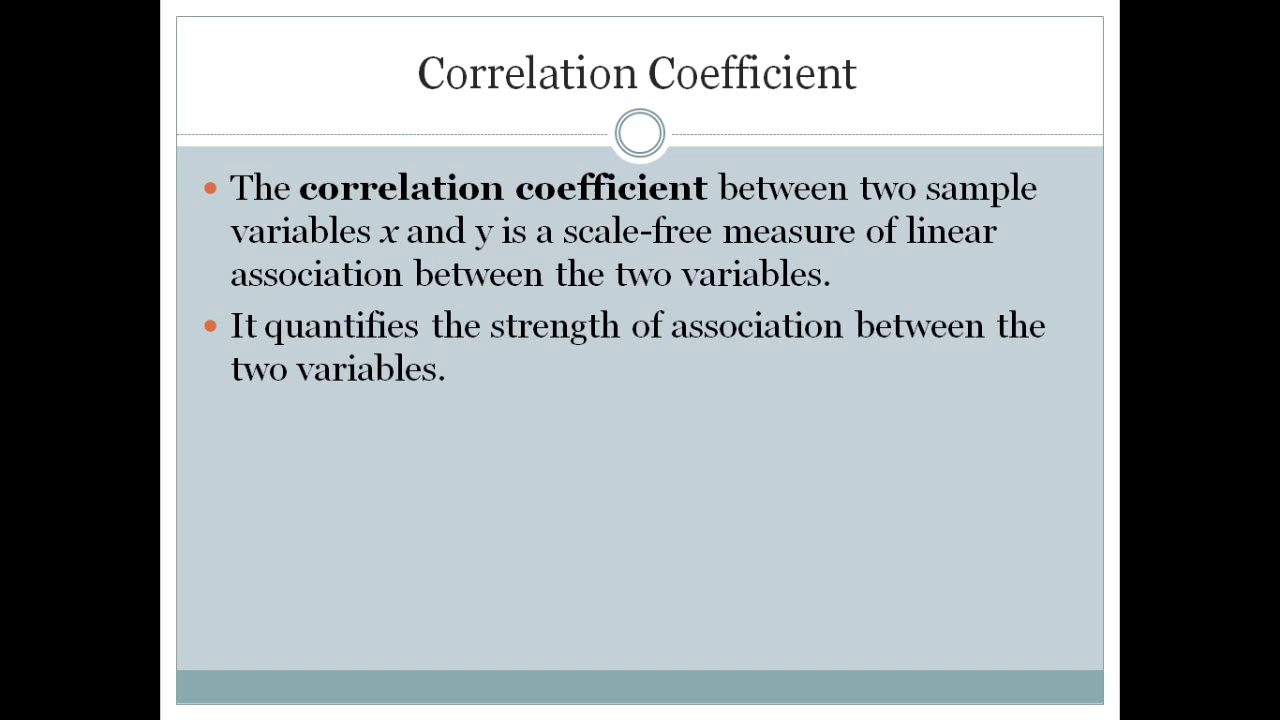 Correlation Coefficient
• The correlation coefficient between two sample
variables x and y is a scale-free measure of linear
association between the two variables.
• It quantifies the strength of association between the
two variables.